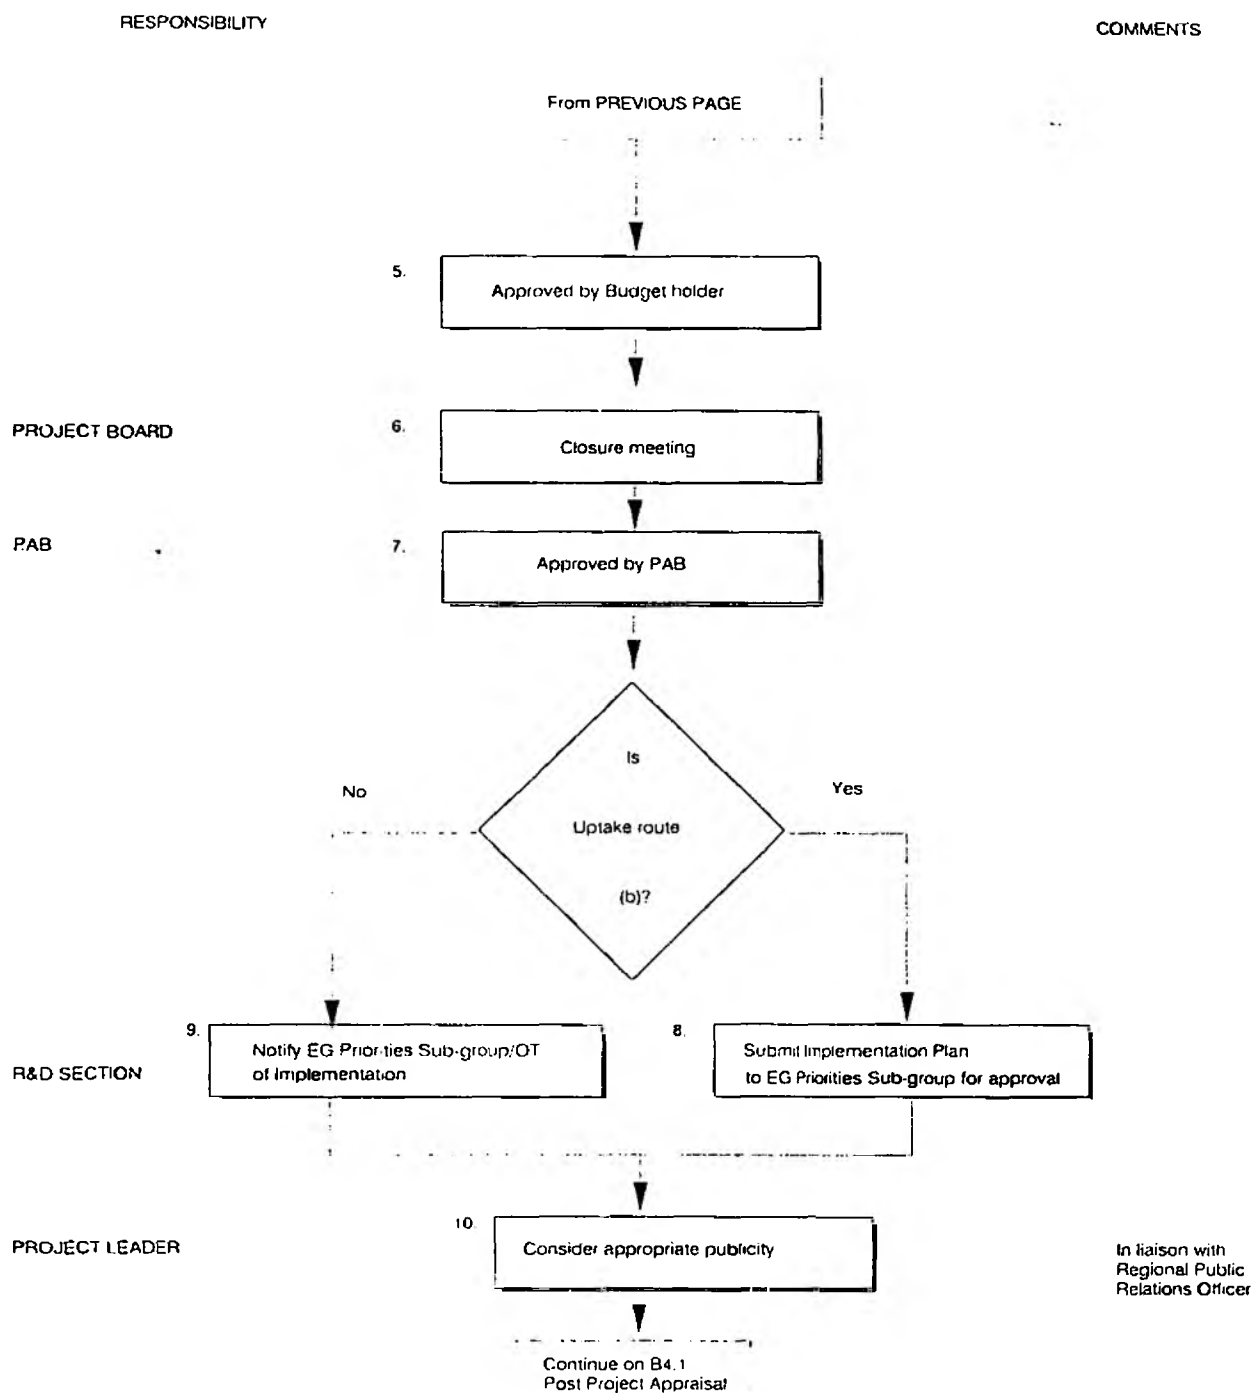 RESPONSIBILITY
COMMENTS
From PREVIOUS PAGE
5.
Approved by Budget holder
PROJECT BOARD
6.
Closure meeting
PAB
7.
Approved by PAB
Is
No
Yes
Uptake route
(b)?
9.
Notify EG Priorities Sub-group/OT
of Implementation
8.
Submit Implementation Plan
to EG Priorities Sub-group for approval
R&D SECTION
10.
PROJECT LEADER
Consider appropriate publicity
In liaison with
Regional Public
Relations Officer
Continue on B4.1
Post Project Appraisal